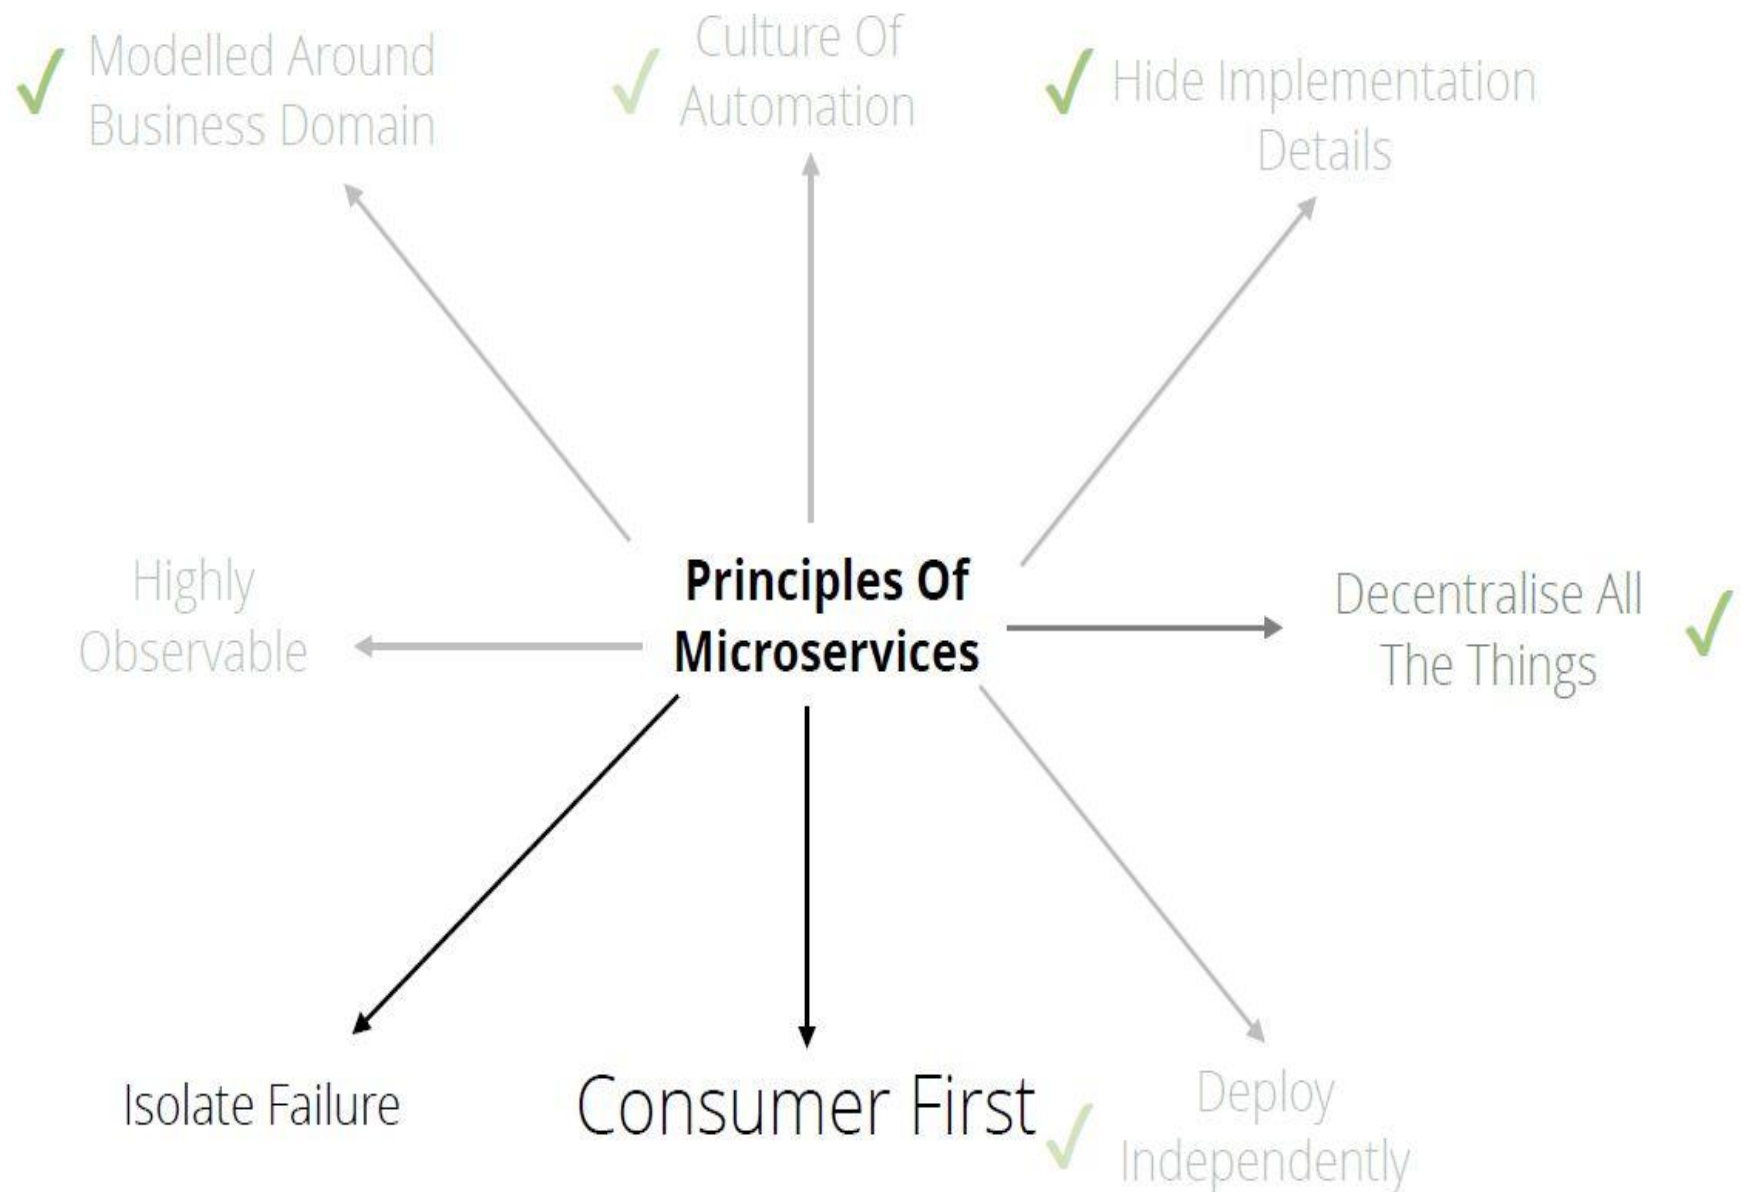 Modelled Around
Business Domain
Culture Of
Automation
Hide Implementation
Details
Highly
Observable
Principles Of
Microservices
Decentralise All
The Things
Isolate Failure
Consumer First
Deploy
Independently